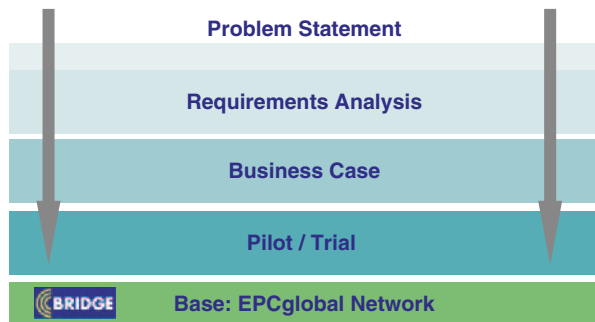 Problem Statement
Requirements Analysis
Business Case
Pilot / Trial
BRIDGE
Base: EPCglobal Network